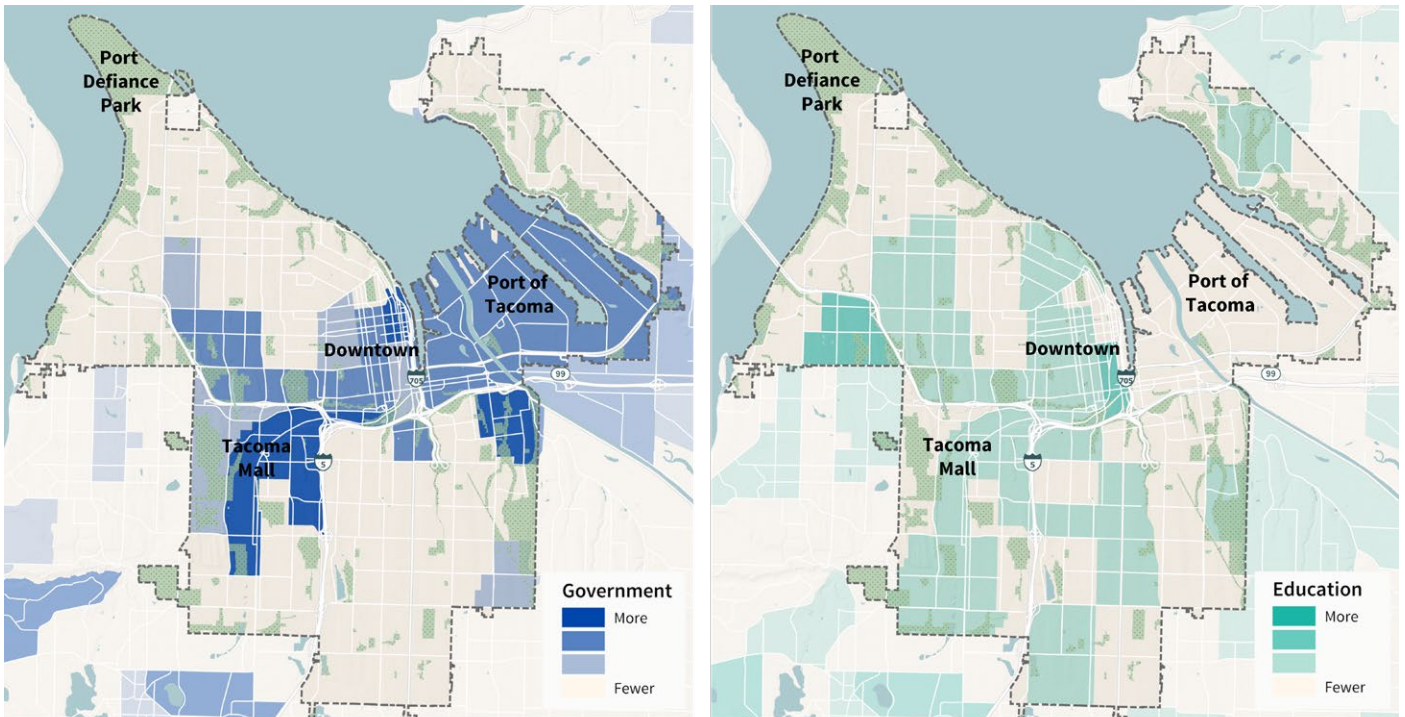 Port
Defiance
Park
Port of
Tacoma
Downtown
705
99
Tacoma
Mall
5
Government
More
Fewer
Port
Defiance
Park
Port of
Tacoma
Downtown
705
99
Tacoma
Mall
5
Education
More
Fewer